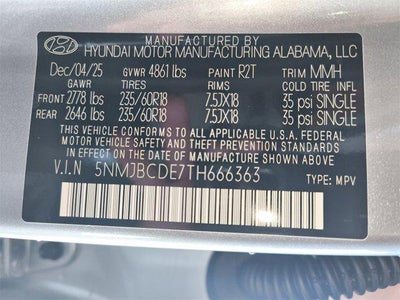 MANUFACTURED BY
HYUNDAI MOTOR MANUFACTURING ALABAMA, LLC
Dec/04/25 GVWR 4861 lbs PAINT R2T TRIM MMH
GAWR TIRES RIMS COLD TIRE INF.
FRONT 2778 lbs 235/60R18 7.5JX18 35 psi SINGLE
REAR 2646 lbs 235/60R18 7.5JX18 35 psi SINGLE
THIS VEHICLE CONFORMS TO ALL APPLICABLE U.S.A. FEDERAL
MOTOR VEHICLE SAFETY AND THEFT PREVENTION STANDARDS
IN EFFECT ON THE DATE OF MANUFACTURE SHOWN ABOVE.
V.I.N 5NMJBCDE7TH666363
TYPE: MPV